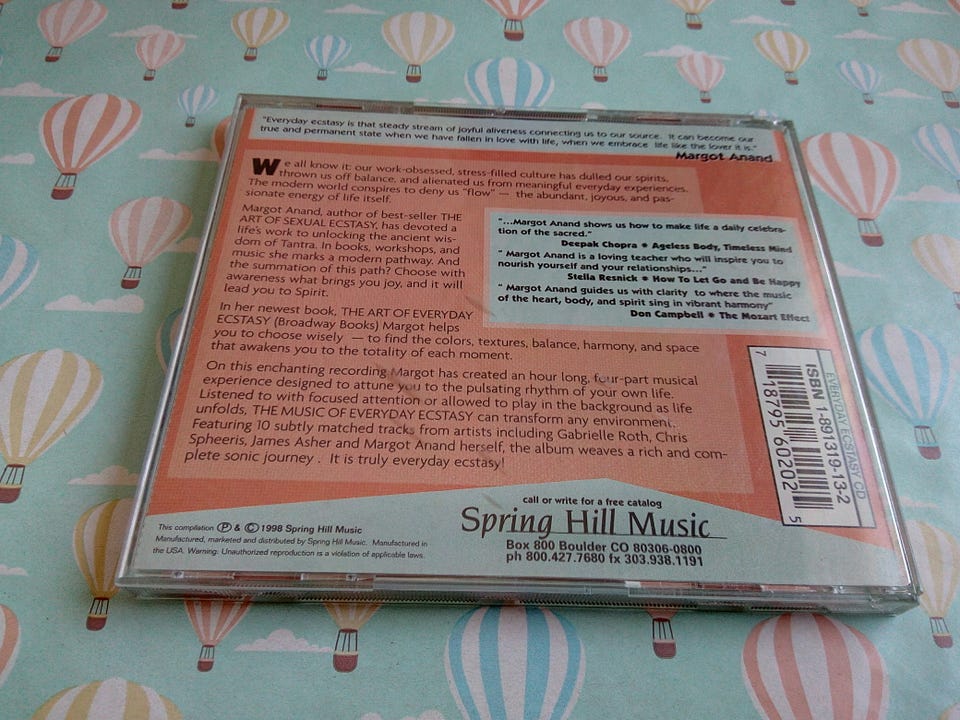 "Everyday ecstasy is that steady stream of joyful aliveness connecting us to our source. It can become our
true and permanent state when we have fallen in love with life, when we embrace life like the lover it is."
Margot Anand
We all know it: our work-obsessed, stress-filled culture has dulled our spirits,
thrown us off balance, and alienated us from meaningful everyday experiences.
The modern world conspires to deny us "flow" — the abundant, joyous, and pas-
sionate energy of life itself.
Margot Anand, author of best-seller THE
ART OF SEXUAL ECSTASY, has devoted a
life's work to unlocking the ancient wis-
dom of Tantra. In books, workshops, and
music she marks a modern pathway. And
the summation of this path? Choose with
awareness what brings you joy, and it will
lead you to Spirit.
"...Margot Anand shows us how to make life a daily celebra-
tion of the sacred."
Deepak Chopra • Ageless Body, Timeless Mind
" Margot Anand is a loving teacher who will inspire you to
nourish yourself and your relationships..."
Stella Resnick • How To Let Go and Be Happy
" Margot Anand guides us with clarity to where the music
of the heart, body, and spirit sing in vibrant harmony"
Don Campbell • The Mozart Effect
In her newest book, THE ART OF EVERYDAY
ECSTASY (Broadway Books) Margot helps
you to choose wisely — to find the colors, textures, balance, harmony, and space
that awakens you to the totality of each moment.
On this enchanting recording Margot has created an hour long, four-part musical
experience designed to attune you to the pulsating rhythm of your own life.
Listened to with focused attention or allowed to play in the background as life
unfolds, THE MUSIC OF EVERYDAY ECSTASY can transform any environment.
Featuring 10 subtly matched tracks from artists including Gabrielle Roth, Chris
Spheeris, James Asher and Margot Anand herself, the album weaves a rich and com-
plete sonic journey . It is truly everyday ecstasy!
EVERYDAY ECSTASY CD
ISBN 1-891319-13-2
7 18795 60202 5
This compilation Ⓟ & © 1998 Spring Hill Music
Manufactured, marketed and distributed by Spring Hill Music. Manufactured in
the USA. Warning: Unauthorized reproduction is a violation of applicable laws.
call or write for a free catalog
Spring Hill Music
Box 800 Boulder CO 80306-0800
ph 800.427.7680 fx 303.938.1191